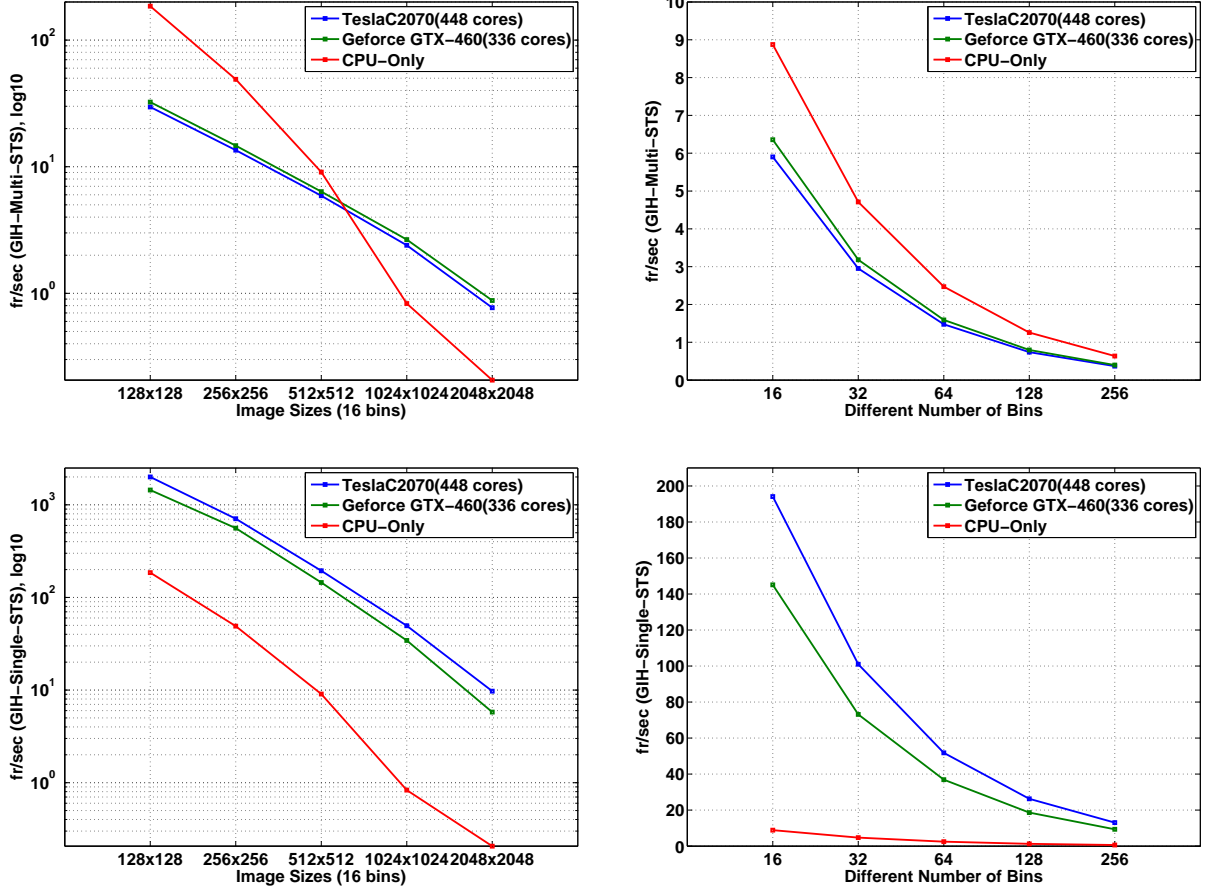 TeslaC2070(448 cores)
Geforce GTX−460(336 cores)
CPU−Only
10^2
10^1
10^0
fr/sec (GIH−Multi−STS), log10
128x128 256x256 512x512 1024x1024 2048x2048
Image Sizes (16 bins)
TeslaC2070(448 cores)
Geforce GTX−460(336 cores)
CPU−Only
10
9
8
7
6
5
4
3
2
1
0
fr/sec (GIH−Multi−STS)
16 32 64 128 256
Different Number of Bins
TeslaC2070(448 cores)
Geforce GTX−460(336 cores)
CPU−Only
10^3
10^2
10^1
10^0
fr/sec (GIH−Single−STS), log10
128x128 256x256 512x512 1024x1024 2048x2048
Image Sizes (16 bins)
TeslaC2070(448 cores)
Geforce GTX−460(336 cores)
CPU−Only
200
180
160
140
120
100
80
60
40
20
0
fr/sec (GIH−Single−STS)
16 32 64 128 256
Different Number of Bins